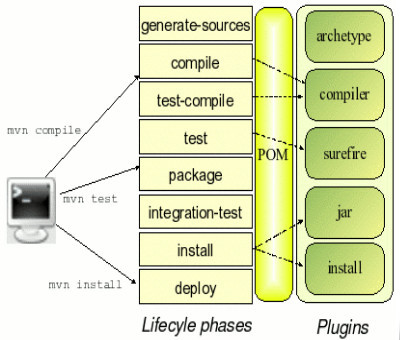 generate-sources
compile
test-compile
test
package
integration-test
install
deploy
mvn compile
mvn test
mvn install
>_
POM
archetype
compiler
surefire
jar
install
Lifecyle phases
Plugins